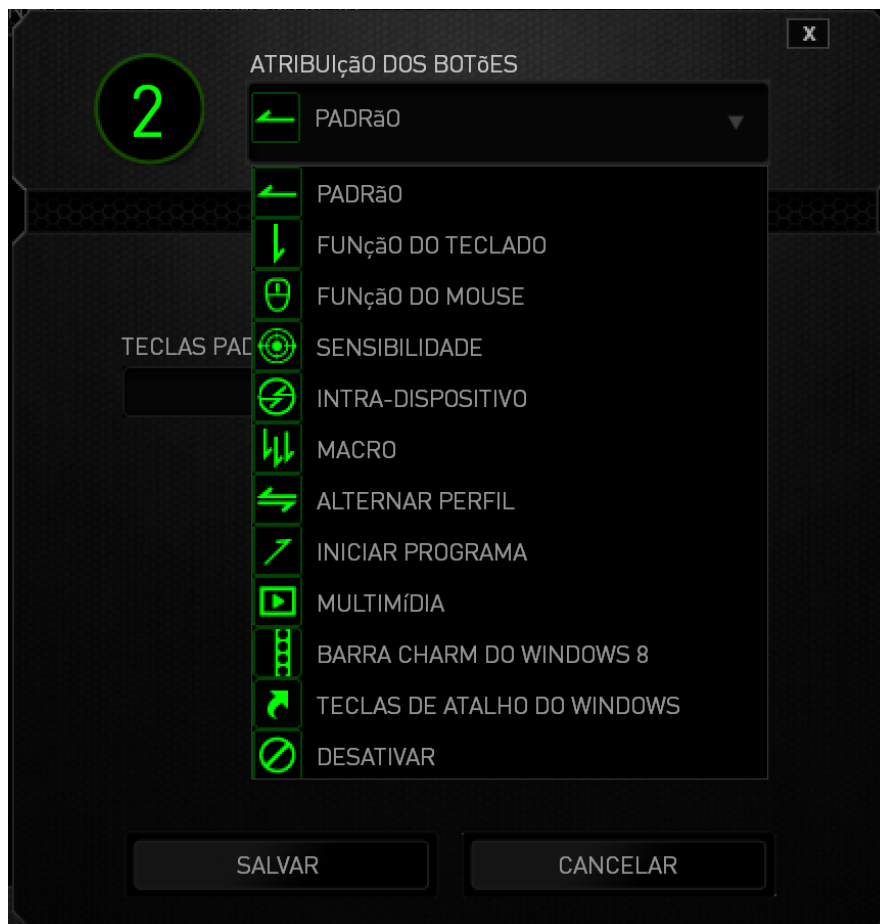 X
ATRIBUIçãO DOS BOTõES
2
PADRãO
PADRãO
FUNçãO DO TECLADO
FUNçãO DO MOUSE
SENSIBILIDADE
TECLAS PAD
INTRA-DISPOSITIVO
MACRO
ALTERNAR PERFIL
INICIAR PROGRAMA
MULTIMíDIA
BARRA CHARM DO WINDOWS 8
TECLAS DE ATALHO DO WINDOWS
DESATIVAR
SALVAR
CANCELAR